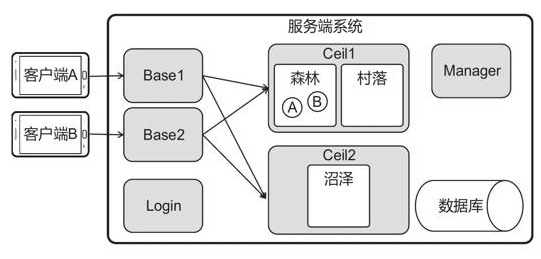 服务端系统
客户端A
客户端B
Base1
Base2
Login
Ceil1
森林
A
B
村落
Ceil2
沼泽
Manager
数据库